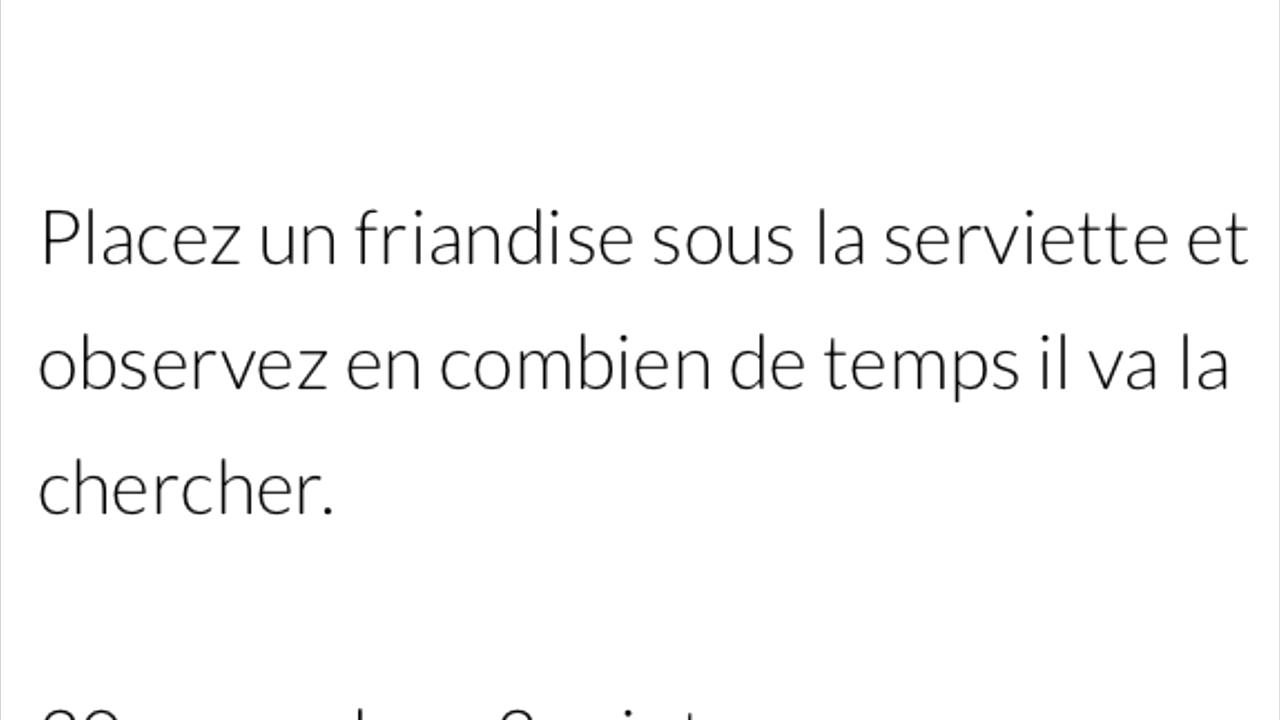 Placez un friandise sous la serviette et
observez en combien de temps il va la
chercher.